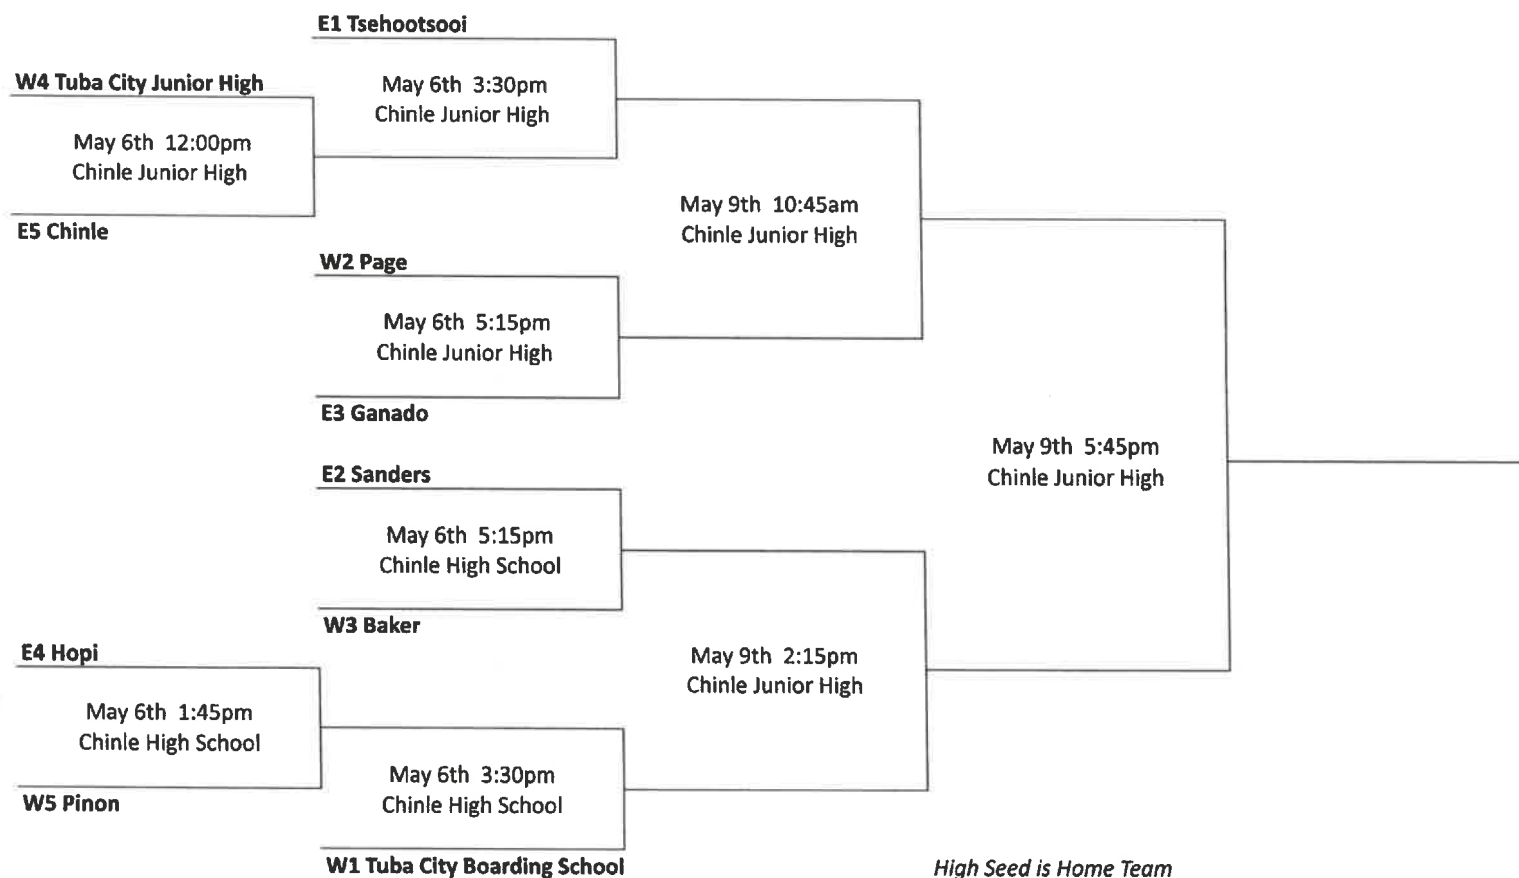 E1 Tsehootsooi
W4 Tuba City Junior High
May 6th 3:30pm
Chinle Junior High
May 6th 12:00pm
Chinle Junior High
E5 Chinle
May 9th 10:45am
Chinle Junior High
W2 Page
May 6th 5:15pm
Chinle Junior High
E3 Ganado
May 9th 5:45pm
Chinle Junior High
E2 Sanders
May 6th 5:15pm
Chinle High School
W3 Baker
E4 Hopi
May 9th 2:15pm
Chinle Junior High
May 6th 1:45pm
Chinle High School
W5 Pinon
May 6th 3:30pm
Chinle High School
W1 Tuba City Boarding School
High Seed is Home Team